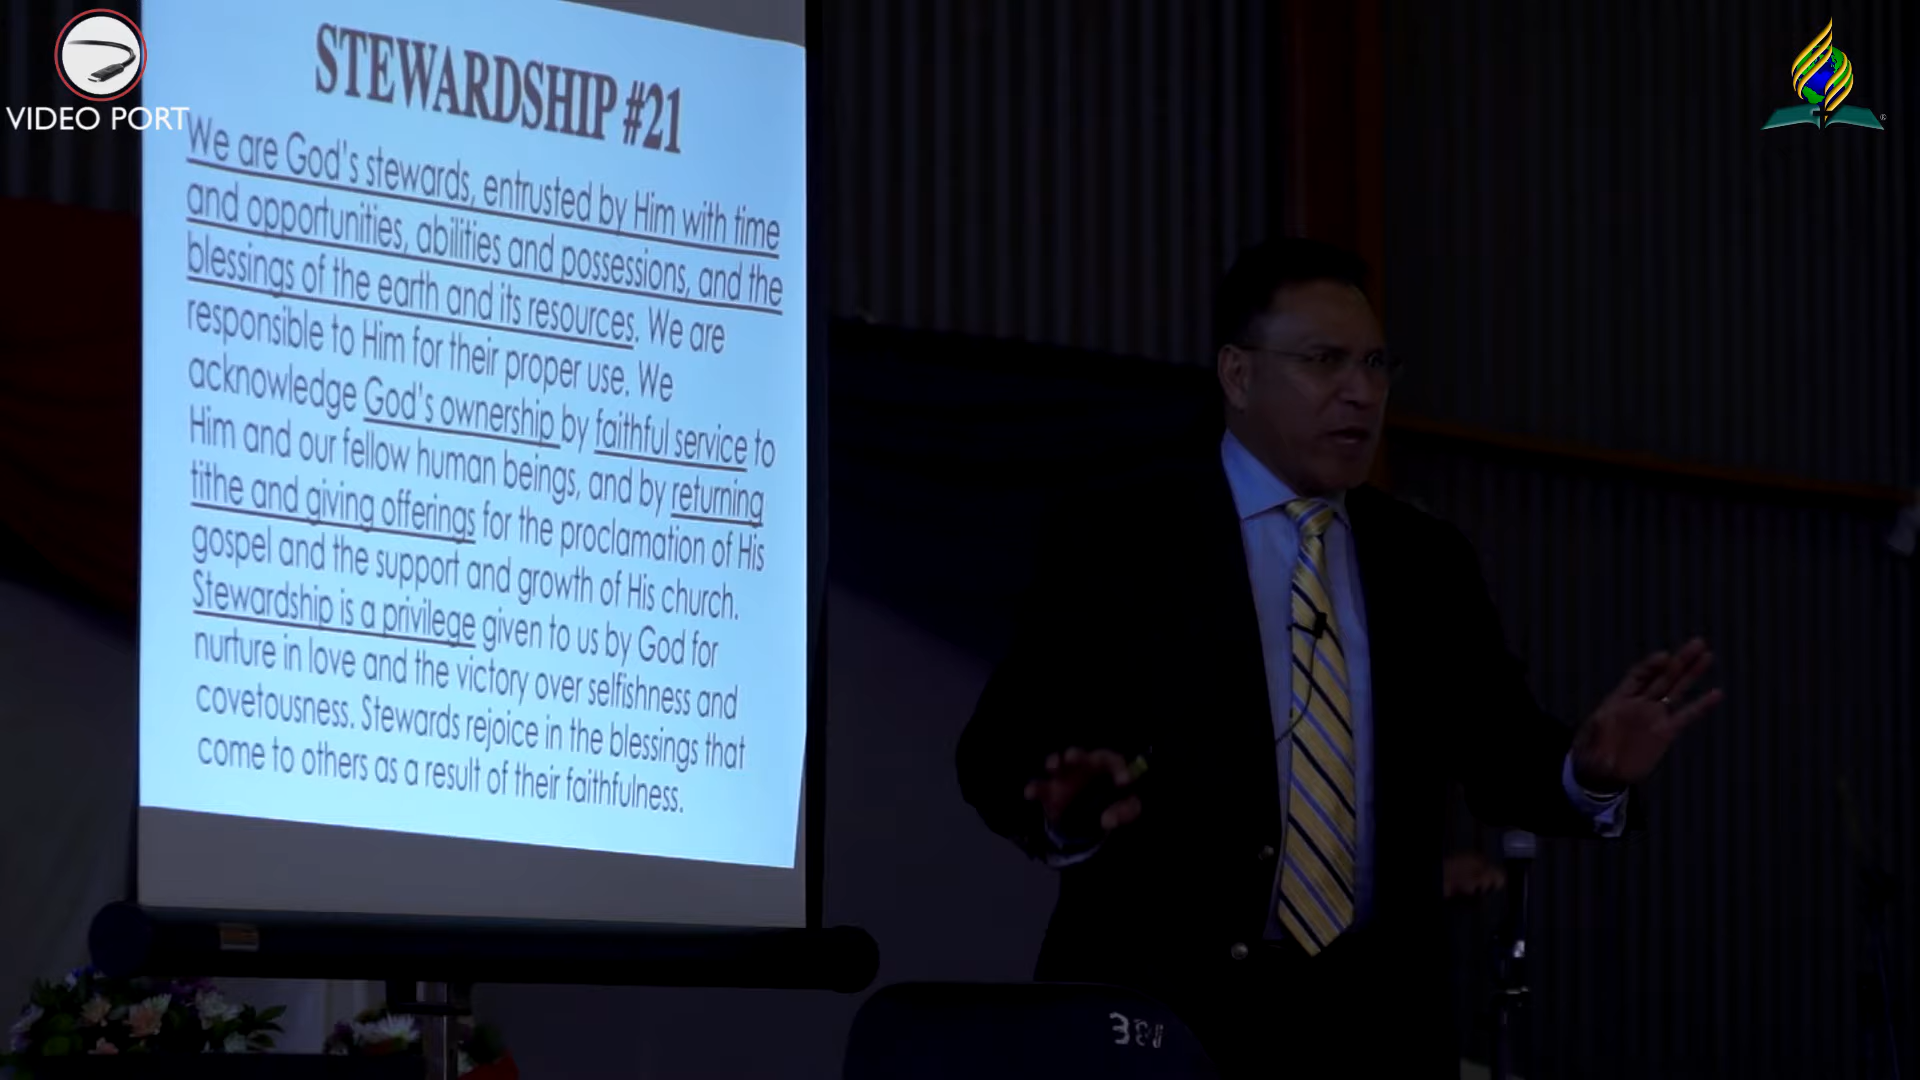 VIDEO PORT
STEWARDSHIP #21
We are God's stewards, entrusted by Him with time
and opportunities, abilities and possessions, and the
blessings of the earth and its resources. We are
responsible to Him for their proper use. We
acknowledge God's ownership by faithful service to
Him and our fellow human beings, and by returning
tithe and giving offerings for the proclamation of His
gospel and the support and growth of His church.
Stewardship is a privilege given to us by God for
nurture in love and the victory over selfishness and
covetousness. Stewards rejoice in the blessings that
come to others as a result of their faithfulness.